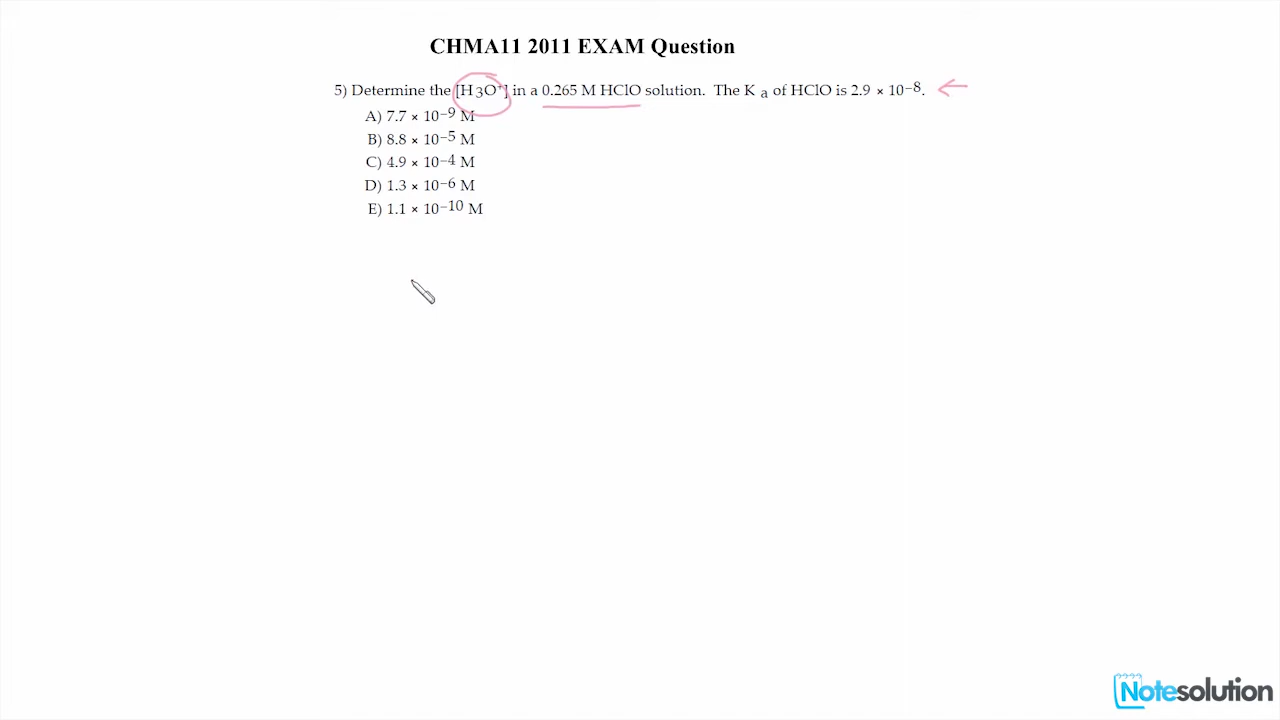 CHMA11 2011 EXAM Question
5) Determine the [H3O⁺] in a 0.265 M HClO solution. The K a of HClO is 2.9 × 10⁻⁸.
A) 7.7 × 10⁻⁹ M
B) 8.8 × 10⁻⁵ M
C) 4.9 × 10⁻⁴ M
D) 1.3 × 10⁻⁶ M
E) 1.1 × 10⁻¹⁰ M
Notesolution